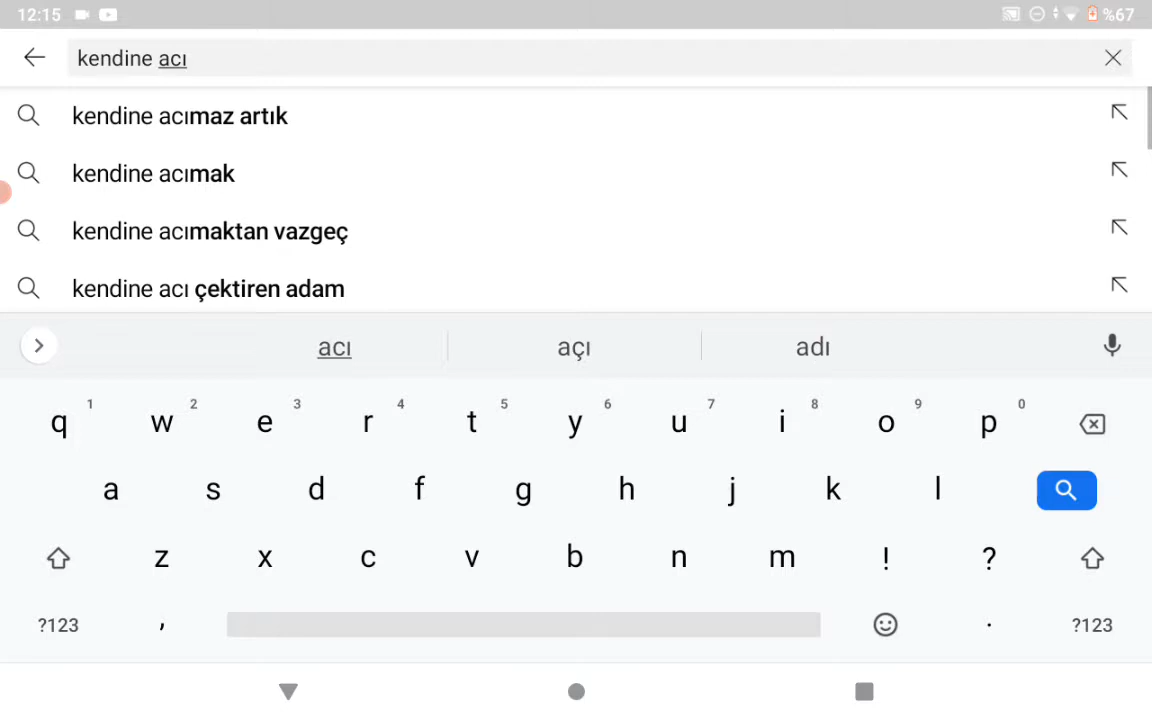 12:15 %67
kendine acı
kendine acımaz artık
kendine acımak
kendine acımaktan vazgeç
kendine acı çektiren adam
acı açı adı
1 2 3 4 5 6 7 8 9 0
q w e r t y u i o p
a s d f g h j k l
z x c v b n m ! ?
?123 , . ?123